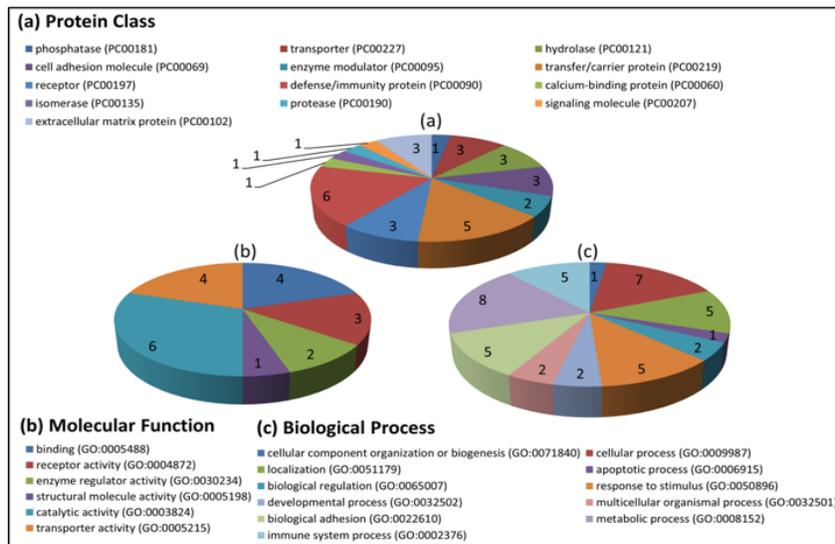 (a) Protein Class
phosphatase (PC00181) transporter (PC00227) hydrolase (PC00121)
cell adhesion molecule (PC00069) enzyme modulator (PC00095) transfer/carrier protein (PC00219)
receptor (PC00197) defense/immunity protein (PC00090) calcium-binding protein (PC00060)
isomerase (PC00135) protease (PC00190) signaling molecule (PC00207)
extracellular matrix protein (PC00102)
(a)
1 3 3 3 2 5 3 6 1 1 1 1 3
(b)
4 3 2 1 6 4
(c)
1 7 5 1 2 5 2 2 5 8 5
(b) Molecular Function
binding (GO:0005488)
receptor activity (GO:0004872)
enzyme regulator activity (GO:0030234)
structural molecule activity (GO:0005198)
catalytic activity (GO:0003824)
transporter activity (GO:0005215)
(c) Biological Process
cellular component organization or biogenesis (GO:0071840) cellular process (GO:0009987)
localization (GO:0051179) apoptotic process (GO:0006915)
biological regulation (GO:0065007) response to stimulus (GO:0050896)
developmental process (GO:0032502) multicellular organismal process (GO:0032501)
biological adhesion (GO:0022610) metabolic process (GO:0008152)
immune system process (GO:0002376)